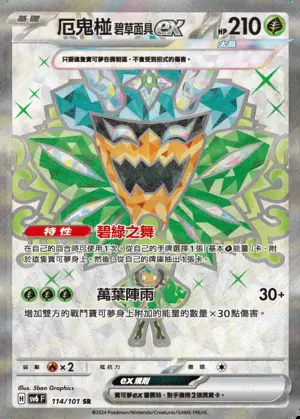 基礎 厄鬼椪 碧草面具ex HP 210
太晶
只要這隻寶可夢在備戰區，不會受到招式的傷害。
特性 碧綠之舞
在自己的回合時可使用1次。從自己的手牌選擇1張「基本能量」卡，附
於這隻寶可夢身上。然後，從自己的牌庫抽出1張卡。
萬葉陣雨 30+
增加雙方的戰鬥寶可夢身上附加的能量的數量×30點傷害。
弱點 ×2 抵抗力 撤退
ex規則
寶可夢ex昏厥時，對手獲得2張獎賞卡。
Illus. 5ban Graphics
H SV6 F 114/101 SR
©2024 Pokémon/Nintendo/Creatures/GAME FREAK.